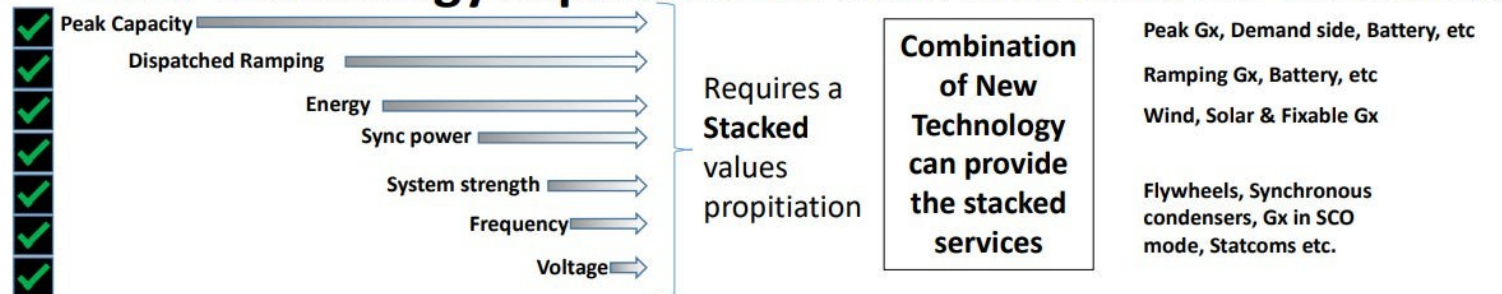 Peak Capacity
Dispatched Ramping
Energy
Sync power
System strength
Frequency
Voltage
Requires a
Stacked
values
propitiation
Combination
of New
Technology
can provide
the stacked
services
Peak Gx, Demand side, Battery, etc
Ramping Gx, Battery, etc
Wind, Solar & Fixable Gx
Flywheels, Synchronous
condensers, Gx in SCO
mode, Statcoms etc.